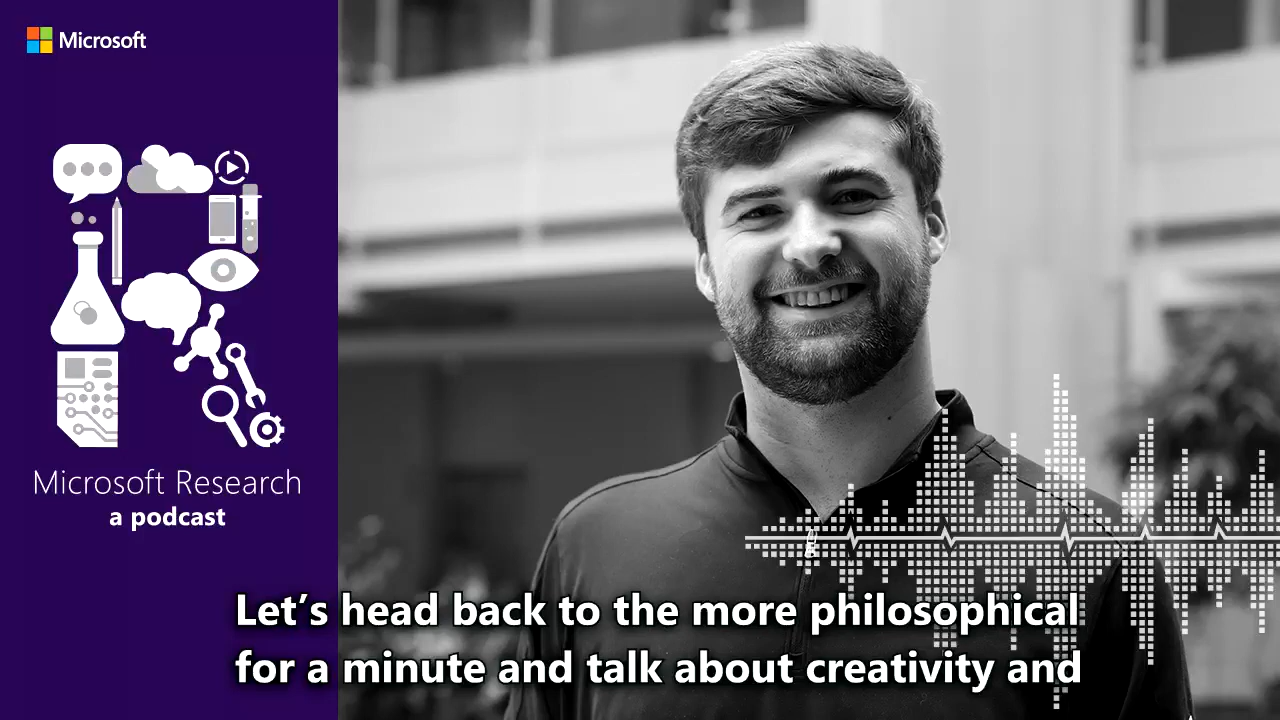 Microsoft
Microsoft Research
a podcast
Let’s head back to the more philosophical
for a minute and talk about creativity and